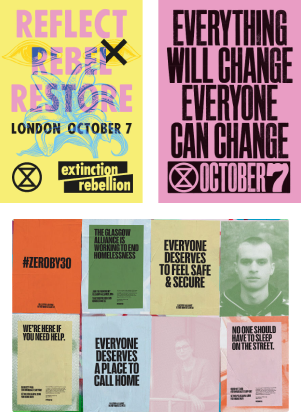 REFLECT
REBEL
RESTORE
LONDON OCTOBER 7
extinction
rebellion
EVERYTHING
WILL CHANGE
EVERYONE
CAN CHANGE
OCTOBER 7
#ZEROBY30
THE GLASGOW
ALLIANCE IS
WORKING TO END
HOMELESSNESS
EVERYONE
DESERVES
TO FEEL SAFE
& SECURE
WE'RE HERE IF
YOU NEED HELP.
EVERYONE
DESERVES
A PLACE TO
CALL HOME
NO ONE SHOULD
HAVE TO SLEEP
ON THE STREET.